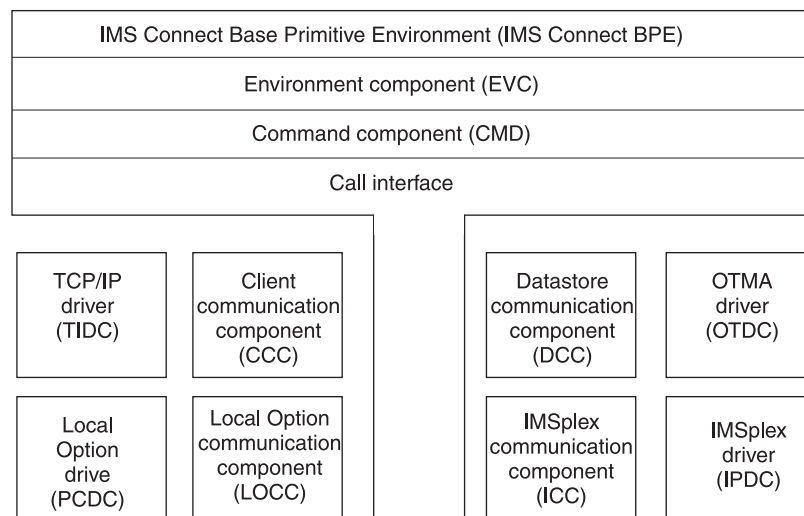 IMS Connect Base Primitive Environment (IMS Connect BPE)
Environment component (EVC)
Command component (CMD)
Call interface
TCP/IP
driver
(TIDC)
Client
communication
component
(CCC)
Datastore
communication
component
(DCC)
OTMA
driver
(OTDC)
Local
Option
drive
(PCDC)
Local Option
communication
component
(LOCC)
IMSplex
communication
component
(ICC)
IMSplex
driver
(IPDC)